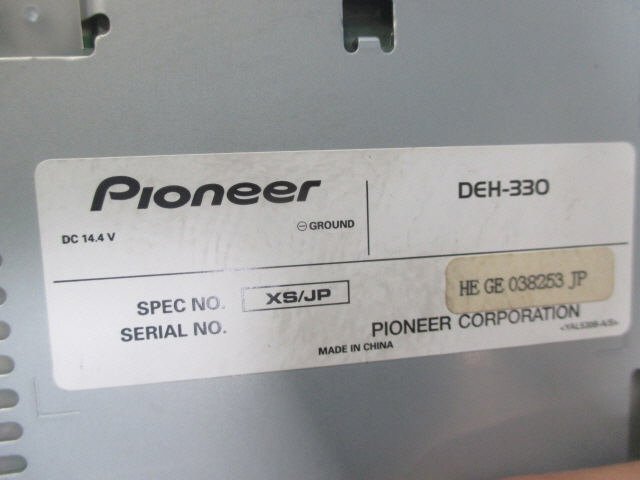 Pioneer
DEH-330
DC 14.4 V
⊖ GROUND
SPEC NO. XS/JP
HE GE 038253 JP
SERIAL NO.
PIONEER CORPORATION
MADE IN CHINA